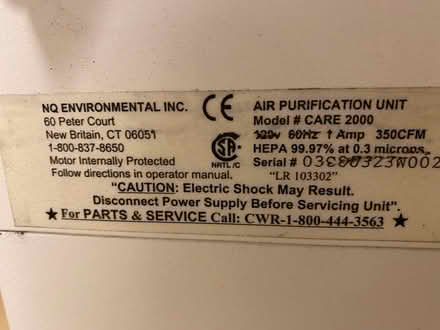 NQ ENVIRONMENTAL INC.
60 Peter Court
New Britain, CT 06051
1-800-837-8650
Motor Internally Protected
Follow directions in operator manual.
CE
SA
NRTL/C
AIR PURIFICATION UNIT
Model # CARE 2000
120v 60Hz 1 Amp 350CFM
HEPA 99.97% at 0.3 microns
Serial #
"LR 103302"
"CAUTION: Electric Shock May Result.
Disconnect Power Supply Before Servicing Unit".
★ For PARTS & SERVICE Call: CWR-1-800-444-3563 ★